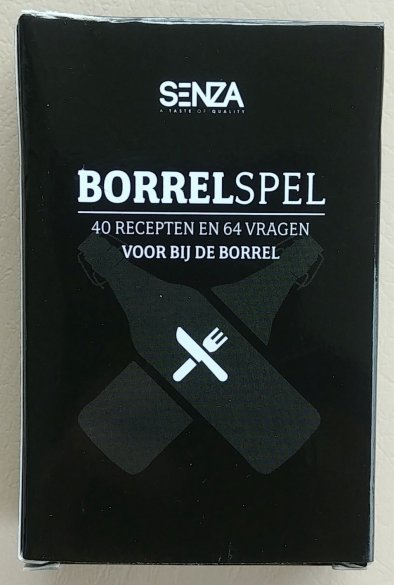 SENZA
A TASTE OF QUALITY
BORRELSPEL
40 RECEPTEN EN 64 VRAGEN
VOOR BIJ DE BORREL